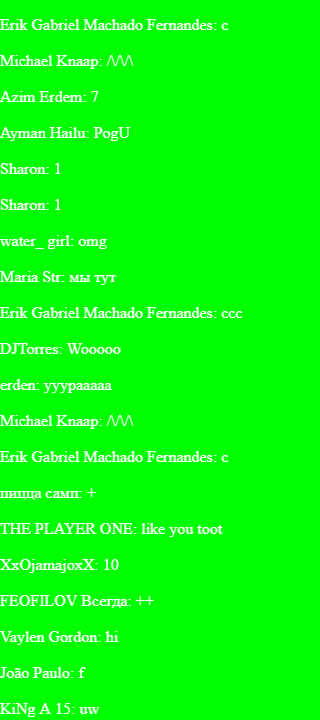 Erik Gabriel Machado Fernandes: c
Michael Knaap: /\/\/\
Azim Erdem: 7
Ayman Hailu: PogU
Sharon: 1
Sharon: 1
water_ girl: omg
Maria Str: мы тут
Erik Gabriel Machado Fernandes: ccc
DJTorres: Wooooo
erden: yyypaaaaa
Michael Knaap: /\/\/\
Erik Gabriel Machado Fernandes: c
пицца самп: +
THE PLAYER ONE: like you toot
XxOjamajoxX: 10
FEOFILOV Всегда: ++
Vaylen Gordon: hi
João Paulo: f
KiNg A 15: uw